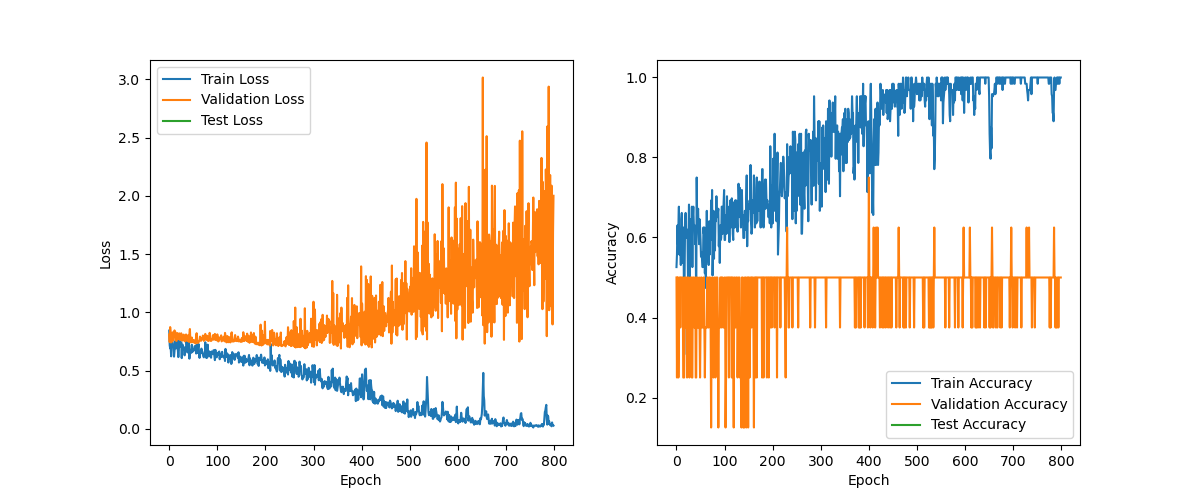 Train Loss
Validation Loss
Test Loss
3.0
2.5
2.0
1.5
1.0
0.5
0.0
Loss
0 100 200 300 400 500 600 700 800
Epoch
1.0
0.8
0.6
0.4
0.2
Accuracy
Train Accuracy
Validation Accuracy
Test Accuracy
0 100 200 300 400 500 600 700 800
Epoch